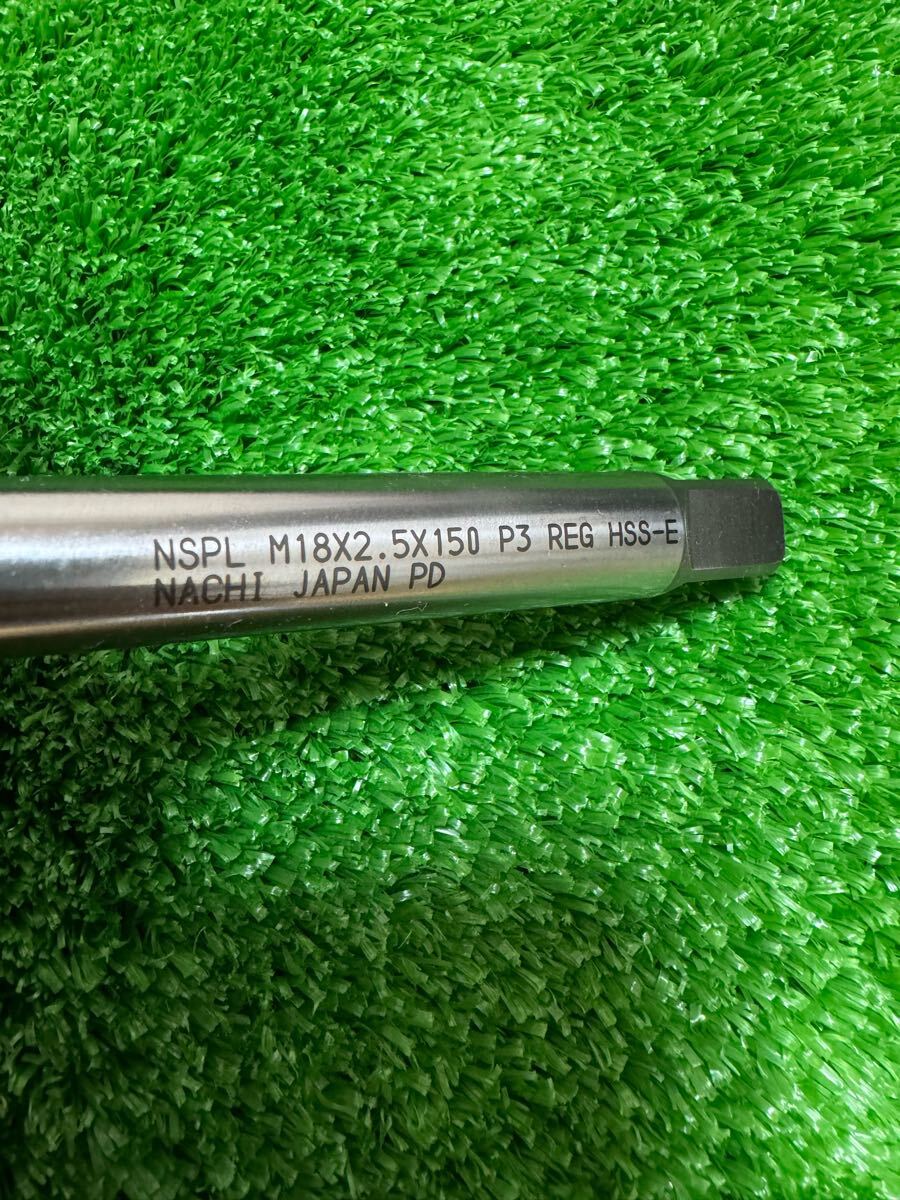 NSPL M18X2.5X150 P3 REG HSS-E
NACHI JAPAN PD